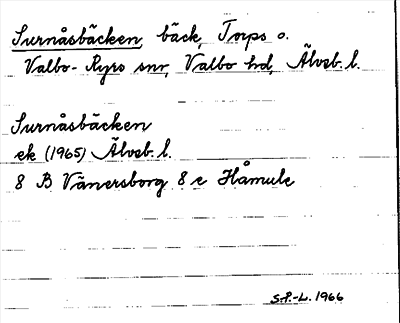 Surnåsbäcken, bäck, Torps o.
Valbo-Ryrs snr, Valbo hd, Älvsb. l.
Surnåsbäcken
ek (1965) Älvsb. l.
8 B Vänersborg 8 e Håmule
S.P.-L. 1966